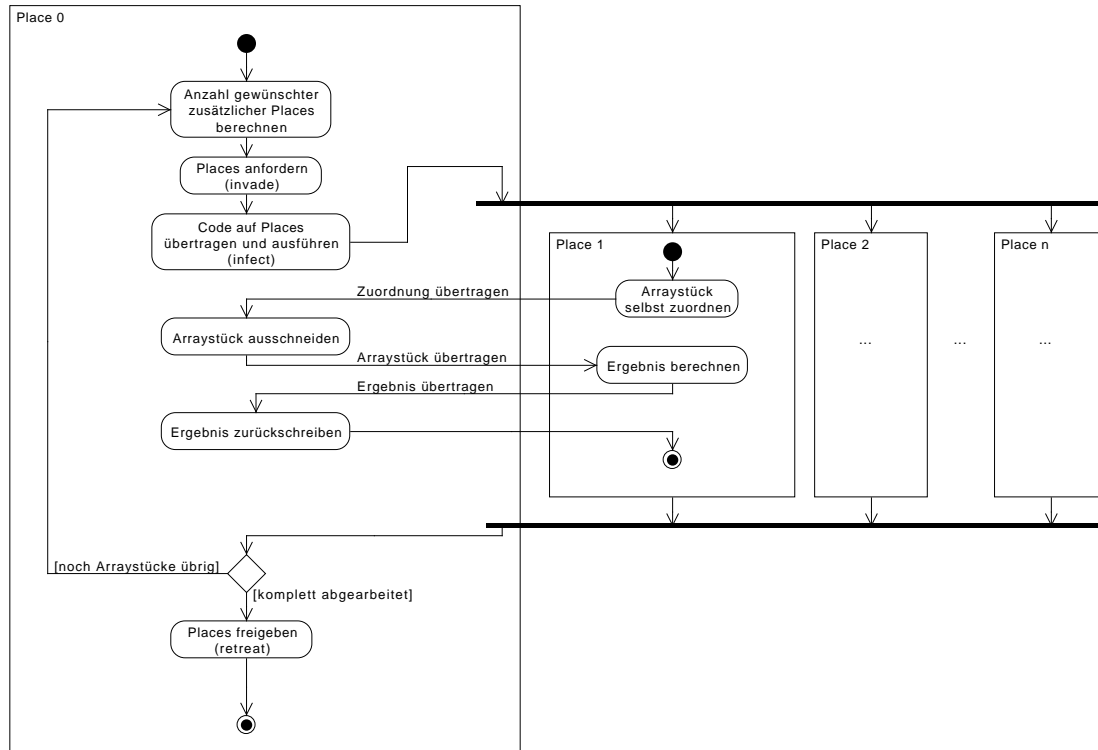 Place 0
Anzahl gewünschter
zusätzlicher Places
berechnen
Places anfordern
(invade)
Code auf Places
übertragen und ausführen
(infect)
Place 1
Place 2
Place n
Zuordnung übertragen
Arraystück
selbst zuordnen
Arraystück ausschneiden
...
...
...
Arraystück übertragen
Ergebnis berechnen
Ergebnis übertragen
Ergebnis zurückschreiben
[noch Arraystücke übrig]
[komplett abgearbeitet]
Places freigeben
(retreat)